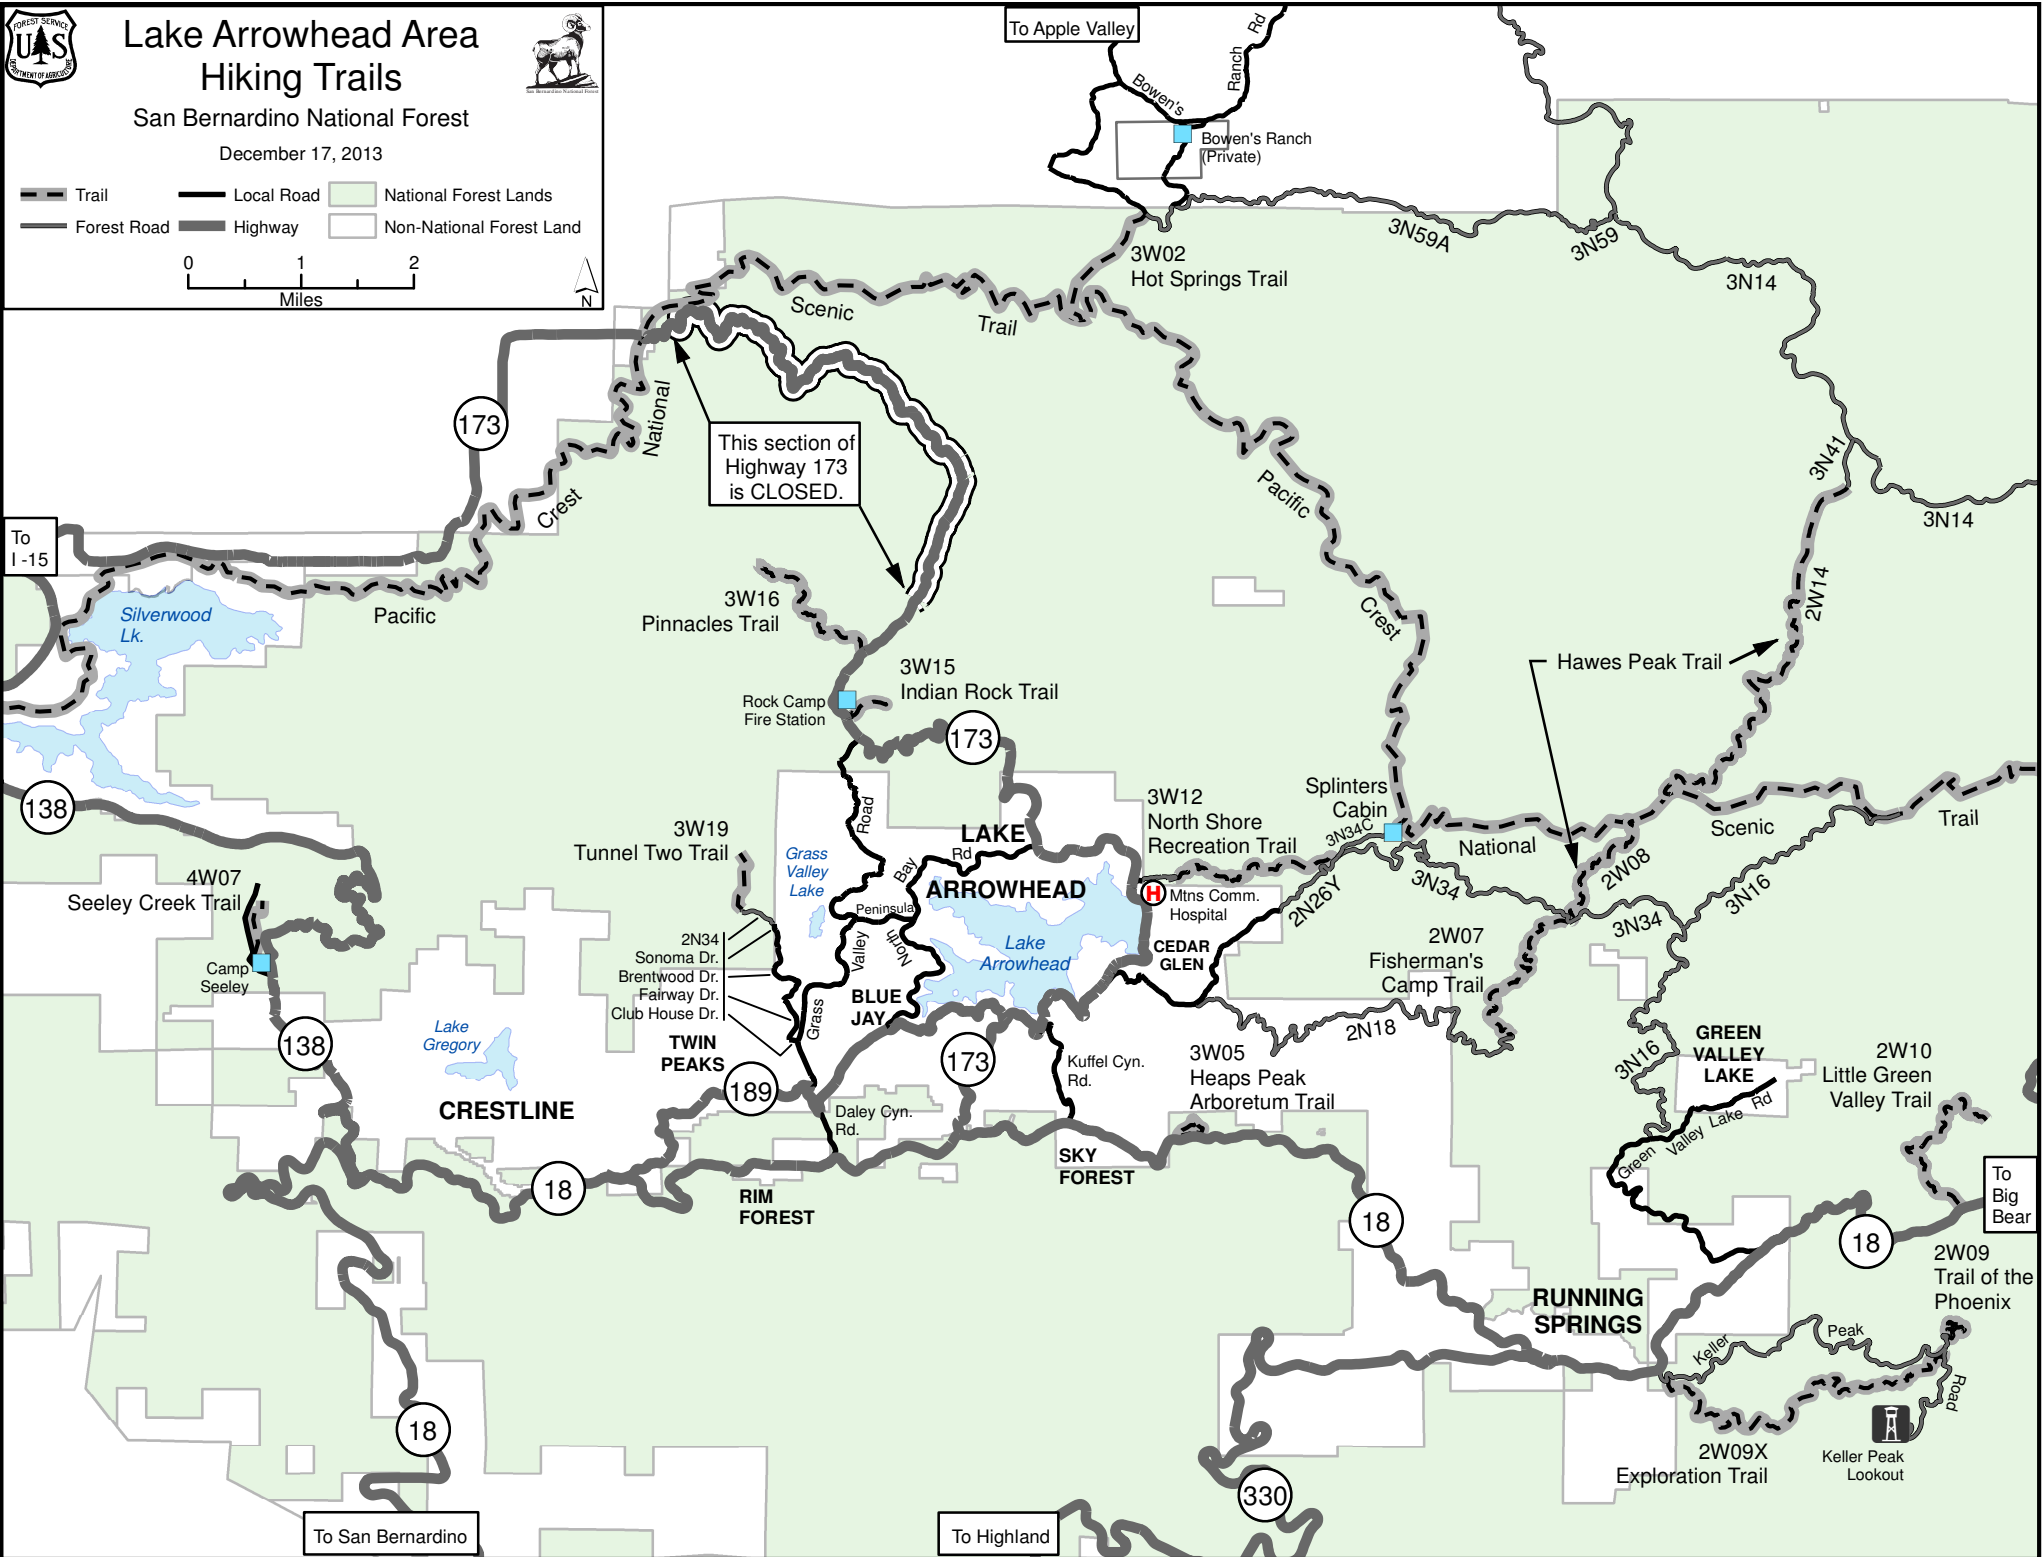 FOREST SERVICE
U S
DEPARTMENT OF AGRICULTURE
Lake Arrowhead Area
Hiking Trails
San Bernardino National Forest
December 17, 2013
San Bernardino National Forest
Trail
Local Road
National Forest Lands
Forest Road
Highway
Non-National Forest Land
0 1 2
Miles
N
To Apple Valley
Bowen's
Ranch
Rd
Bowen's Ranch
(Private)
3W02
Hot Springs Trail
3N59A
3N59
3N14
Scenic
Trail
National
Crest
173
This section of
Highway 173
is CLOSED.
Pacific
3N41
3N14
To
I -15
Silverwood
Lk.
Pacific
3W16
Pinnacles Trail
Crest
2W14
Hawes Peak Trail
3W15
Indian Rock Trail
Rock Camp
Fire Station
173
138
Splinters
Cabin
3W12
North Shore
Recreation Trail
3N34C
National
Scenic
Trail
3W19
Tunnel Two Trail
Road
LAKE
ARROWHEAD
Grass
Valley
Lake
Bay
Rd
4W07
Seeley Creek Trail
H
Mtns Comm.
Hospital
2N26Y
3N34
2W08
3N16
Peninsula
North
Valley
Grass
2N34
Sonoma Dr.
Brentwood Dr.
Fairway Dr.
Club House Dr.
Lake
Arrowhead
CEDAR
GLEN
2W07
Fisherman's
Camp Trail
3N34
Camp
Seeley
BLUE
JAY
138
Lake
Gregory
TWIN
PEAKS
189
173
Kuffel Cyn.
Rd.
2N18
3W05
Heaps Peak
Arboretum Trail
3N16
GREEN
VALLEY
LAKE
2W10
Little Green
Valley Trail
CRESTLINE
Daley Cyn.
Rd.
Green
Valley Lake Rd
SKY
FOREST
18
RIM
FOREST
18
To
Big
Bear
18
2W09
Trail of the
Phoenix
RUNNING
SPRINGS
Keller
Peak
Road
18
2W09X
Exploration Trail
Keller Peak
Lookout
330
To San Bernardino
To Highland